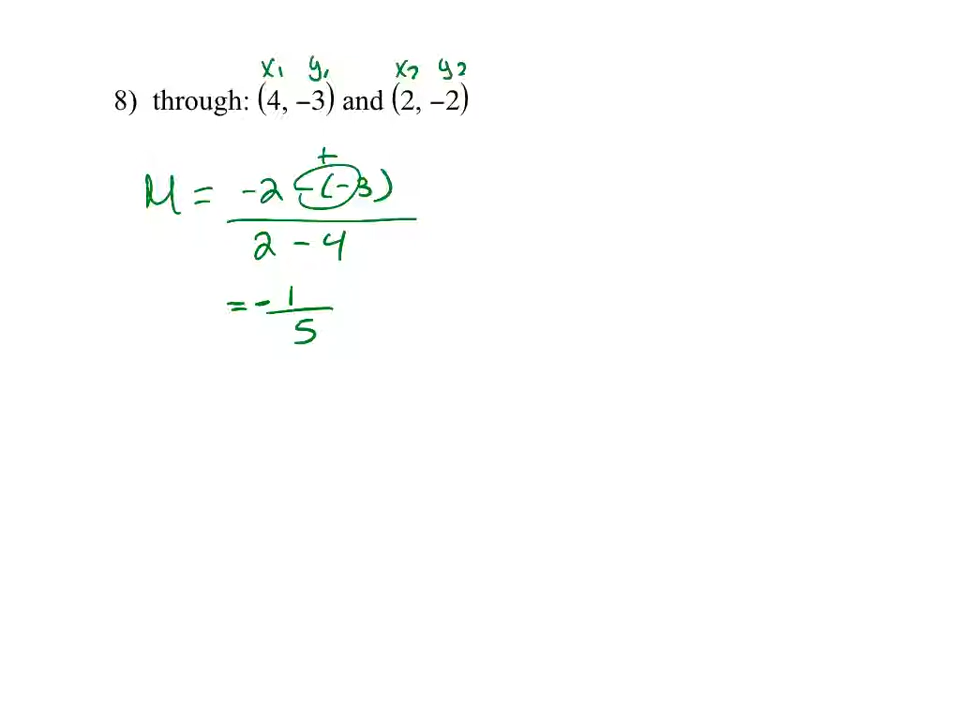 x₁ y₁ x₂ y₂
8) through: (4, −3) and (2, −2)
+
M = -2 -(-3)
2 - 4
= - 1
5